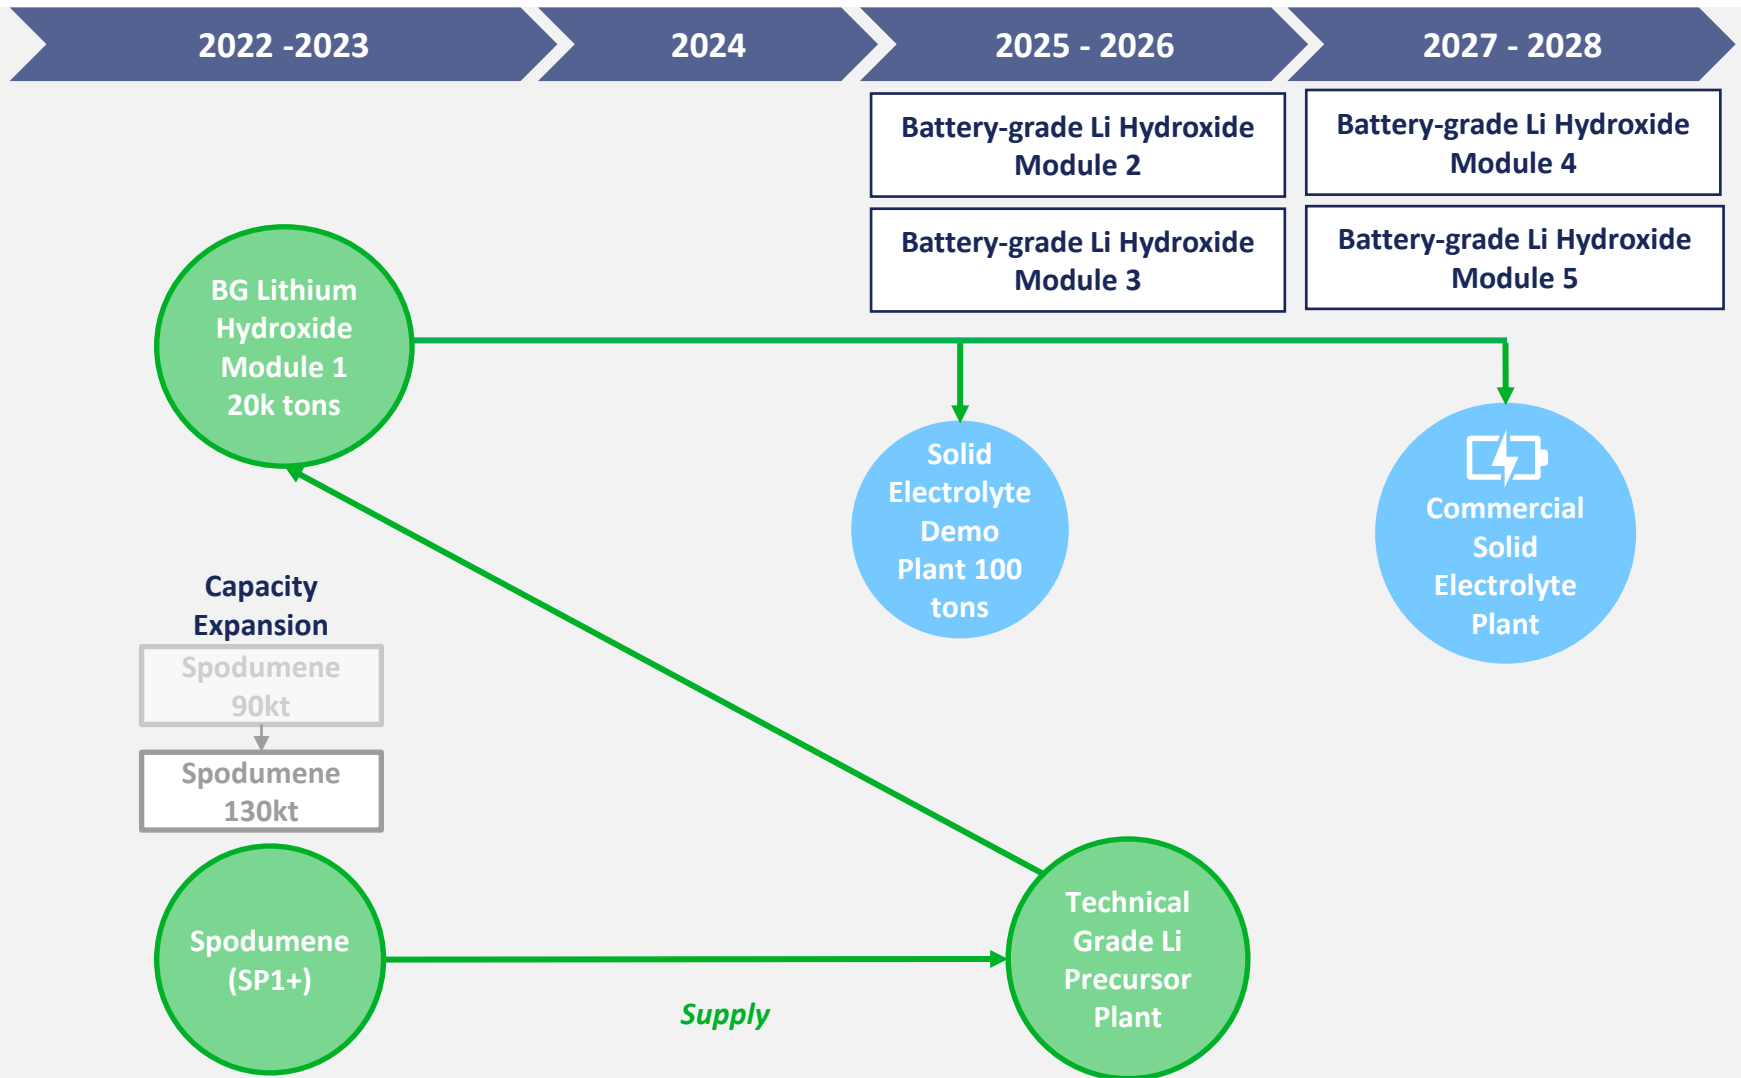 2022 -2023
2024
2025 - 2026
2027 - 2028
Battery-grade Li Hydroxide
Module 2
Battery-grade Li Hydroxide
Module 4
Battery-grade Li Hydroxide
Module 3
Battery-grade Li Hydroxide
Module 5
BG Lithium
Hydroxide
Module 1
20k tons
Solid
Electrolyte
Demo
Plant 100
tons
Commercial
Solid
Electrolyte
Plant
Capacity
Expansion
Spodumene
90kt
Spodumene
130kt
Spodumene
(SP1+)
Supply
Technical
Grade Li
Precursor
Plant